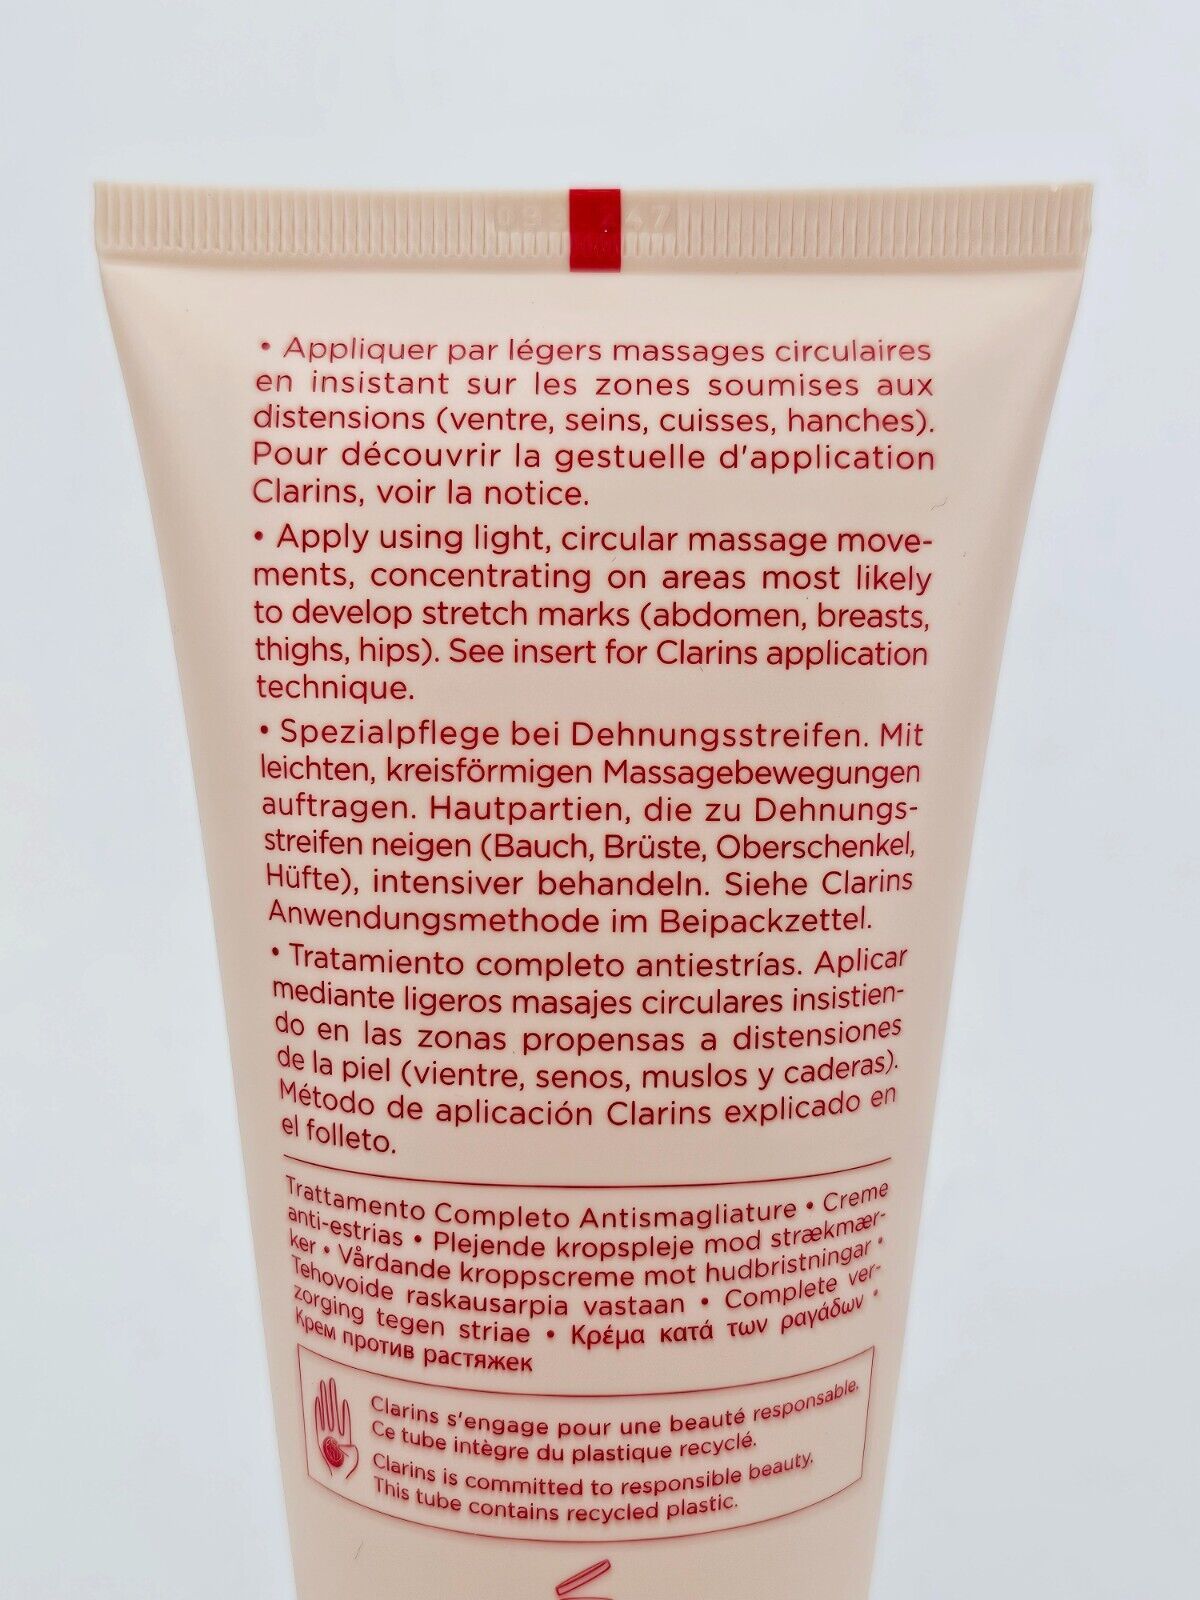 • Appliquer par légers massages circulaires
en insistant sur les zones soumises aux
distensions (ventre, seins, cuisses, hanches).
Pour découvrir la gestuelle d'application
Clarins, voir la notice.
• Apply using light, circular massage move-
ments, concentrating on areas most likely
to develop stretch marks (abdomen, breasts,
thighs, hips). See insert for Clarins application
technique.
• Spezialpflege bei Dehnungsstreifen. Mit
leichten, kreisförmigen Massagebewegungen
auftragen. Hautpartien, die zu Dehnungs-
streifen neigen (Bauch, Brüste, Oberschenkel,
Hüfte), intensiver behandeln. Siehe Clarins
Anwendungsmethode im Beipackzettel.
• Tratamiento completo antiestrías. Aplicar
mediante ligeros masajes circulares insistien-
do en las zonas propensas a distensiones
de la piel (vientre, senos, muslos y caderas).
Método de aplicación Clarins explicado en
el folleto.
Trattamento Completo Antismagliature • Creme
anti-estrias • Plejende kropspleje mod strækmær-
ker • Vårdande kroppscreme mot hudbristningar •
Tehovoide raskausarpia vastaan • Complete ver-
zorging tegen striae • Κρέμα κατά των ραγάδων •
Крем против растяжек
Clarins s'engage pour une beauté responsable.
Ce tube intègre du plastique recyclé.
Clarins is committed to responsible beauty.
This tube contains recycled plastic.